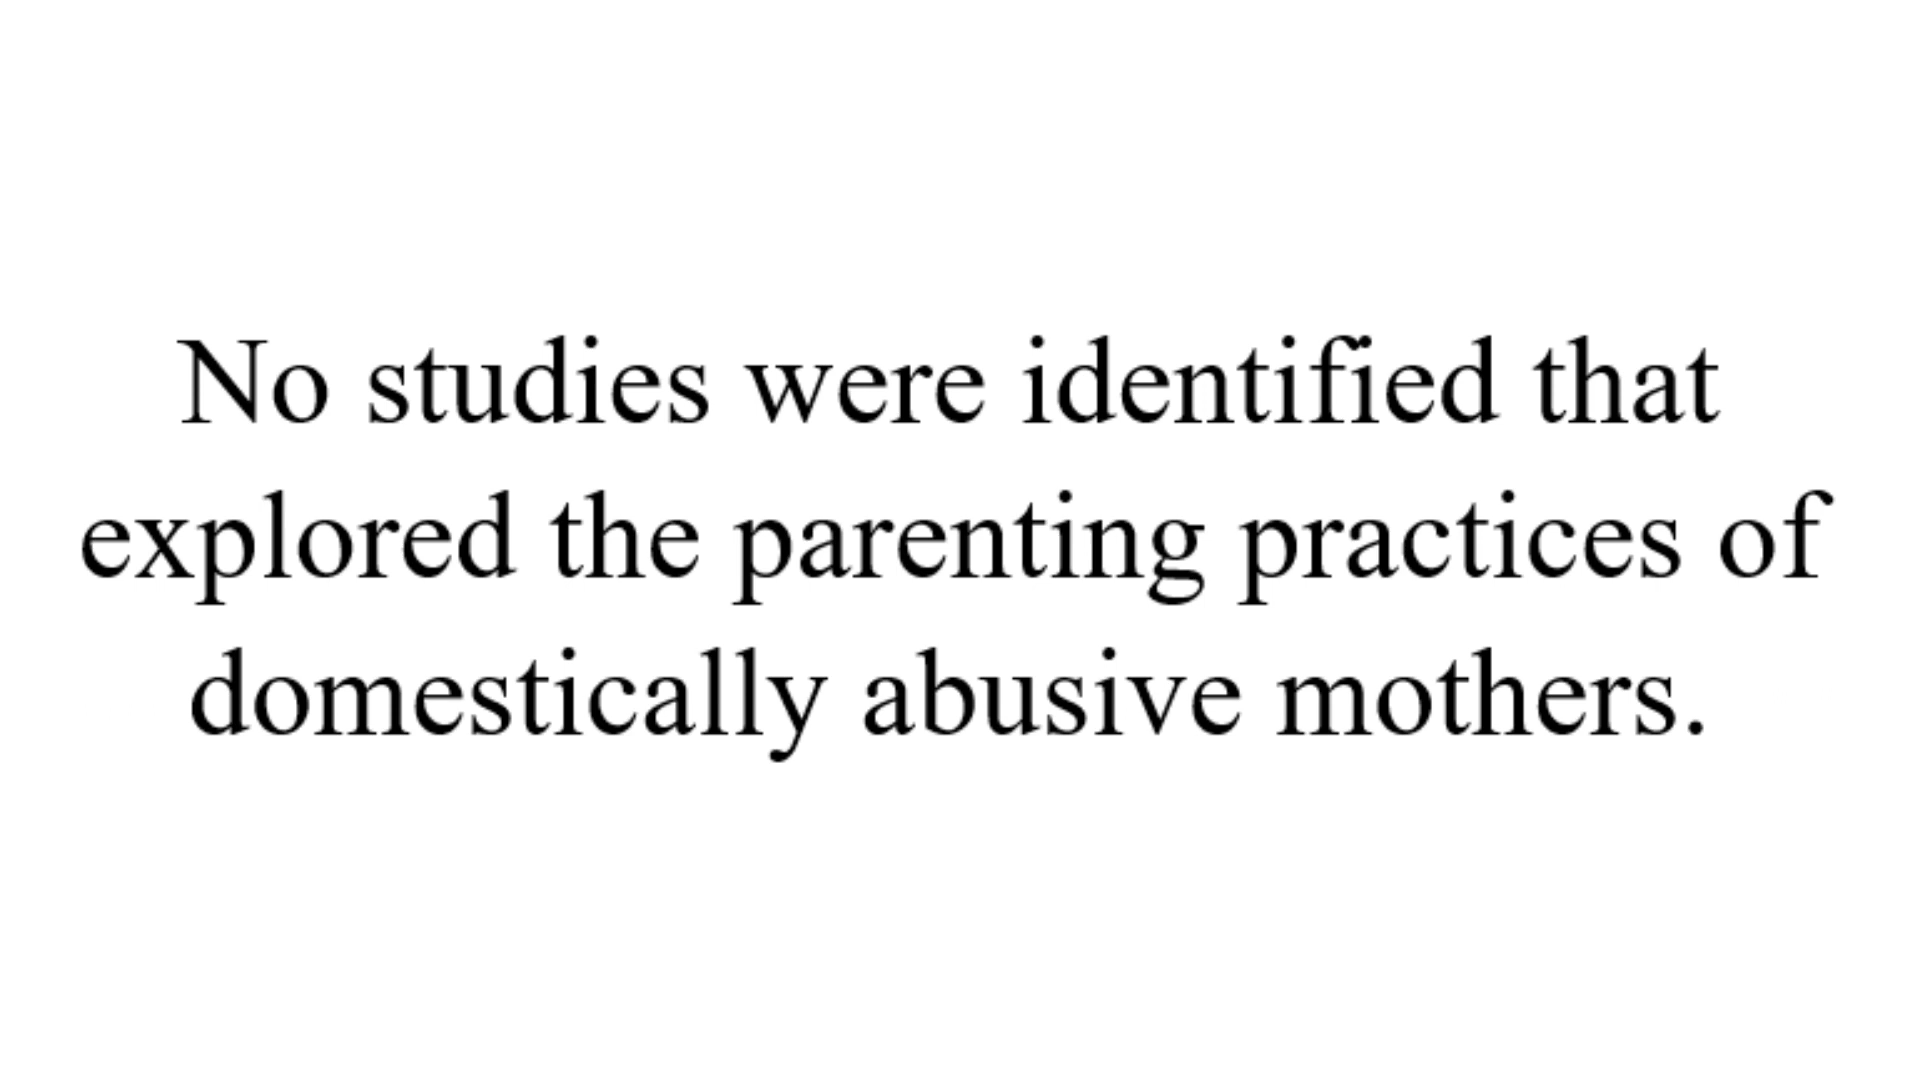 No studies were identified that
explored the parenting practices of
domestically abusive mothers.